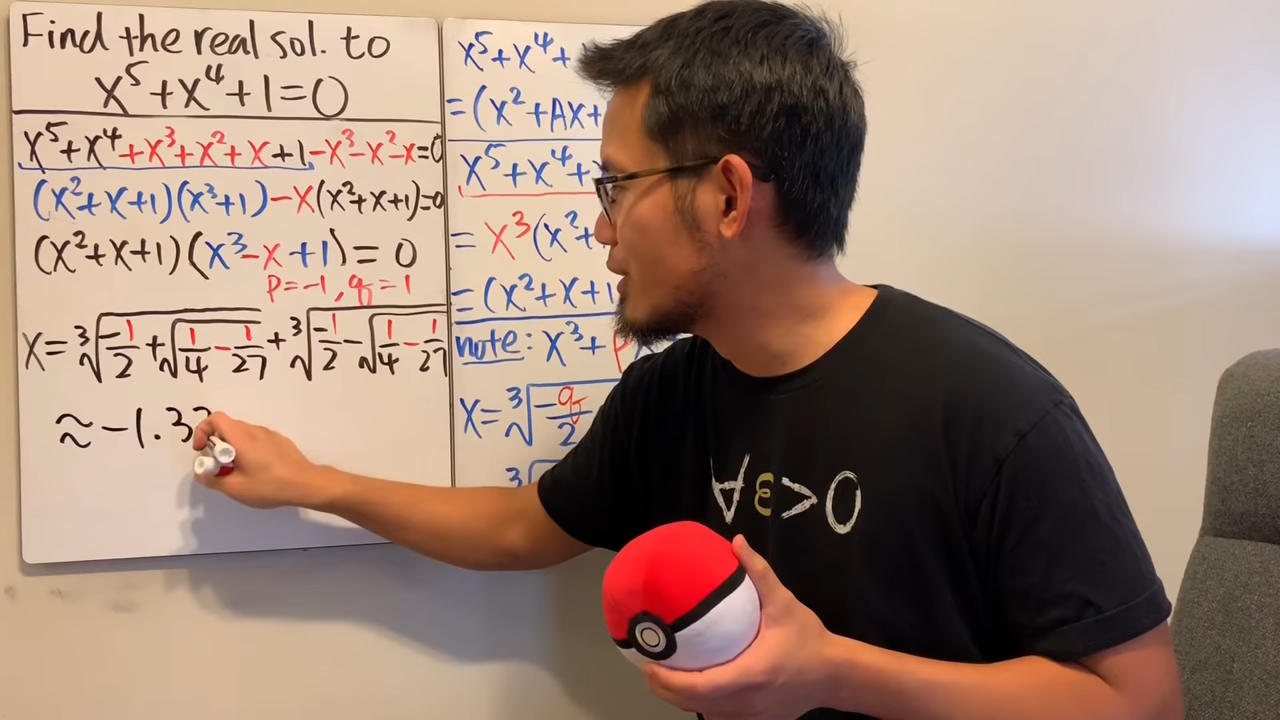 Find the real sol. to
x⁵+x⁴+1=0
x⁵+x⁴+x³+x²+x+1-x³-x²-x=0
(x²+x+1)(x³+1)-x(x²+x+1)=0
(x²+x+1)(x³-x+1)=0
p=-1, q=1
x=∛(-1/2+√(1/4-1/27))+∛(-1/2-√(1/4-1/27))
≈-1.32
x⁵+x⁴+
=(x²+Ax+
x⁵+x⁴+
=x³(x²+
=(x²+x+1
note: x³+p
x=∛(-q/2
∛
∀ε>0